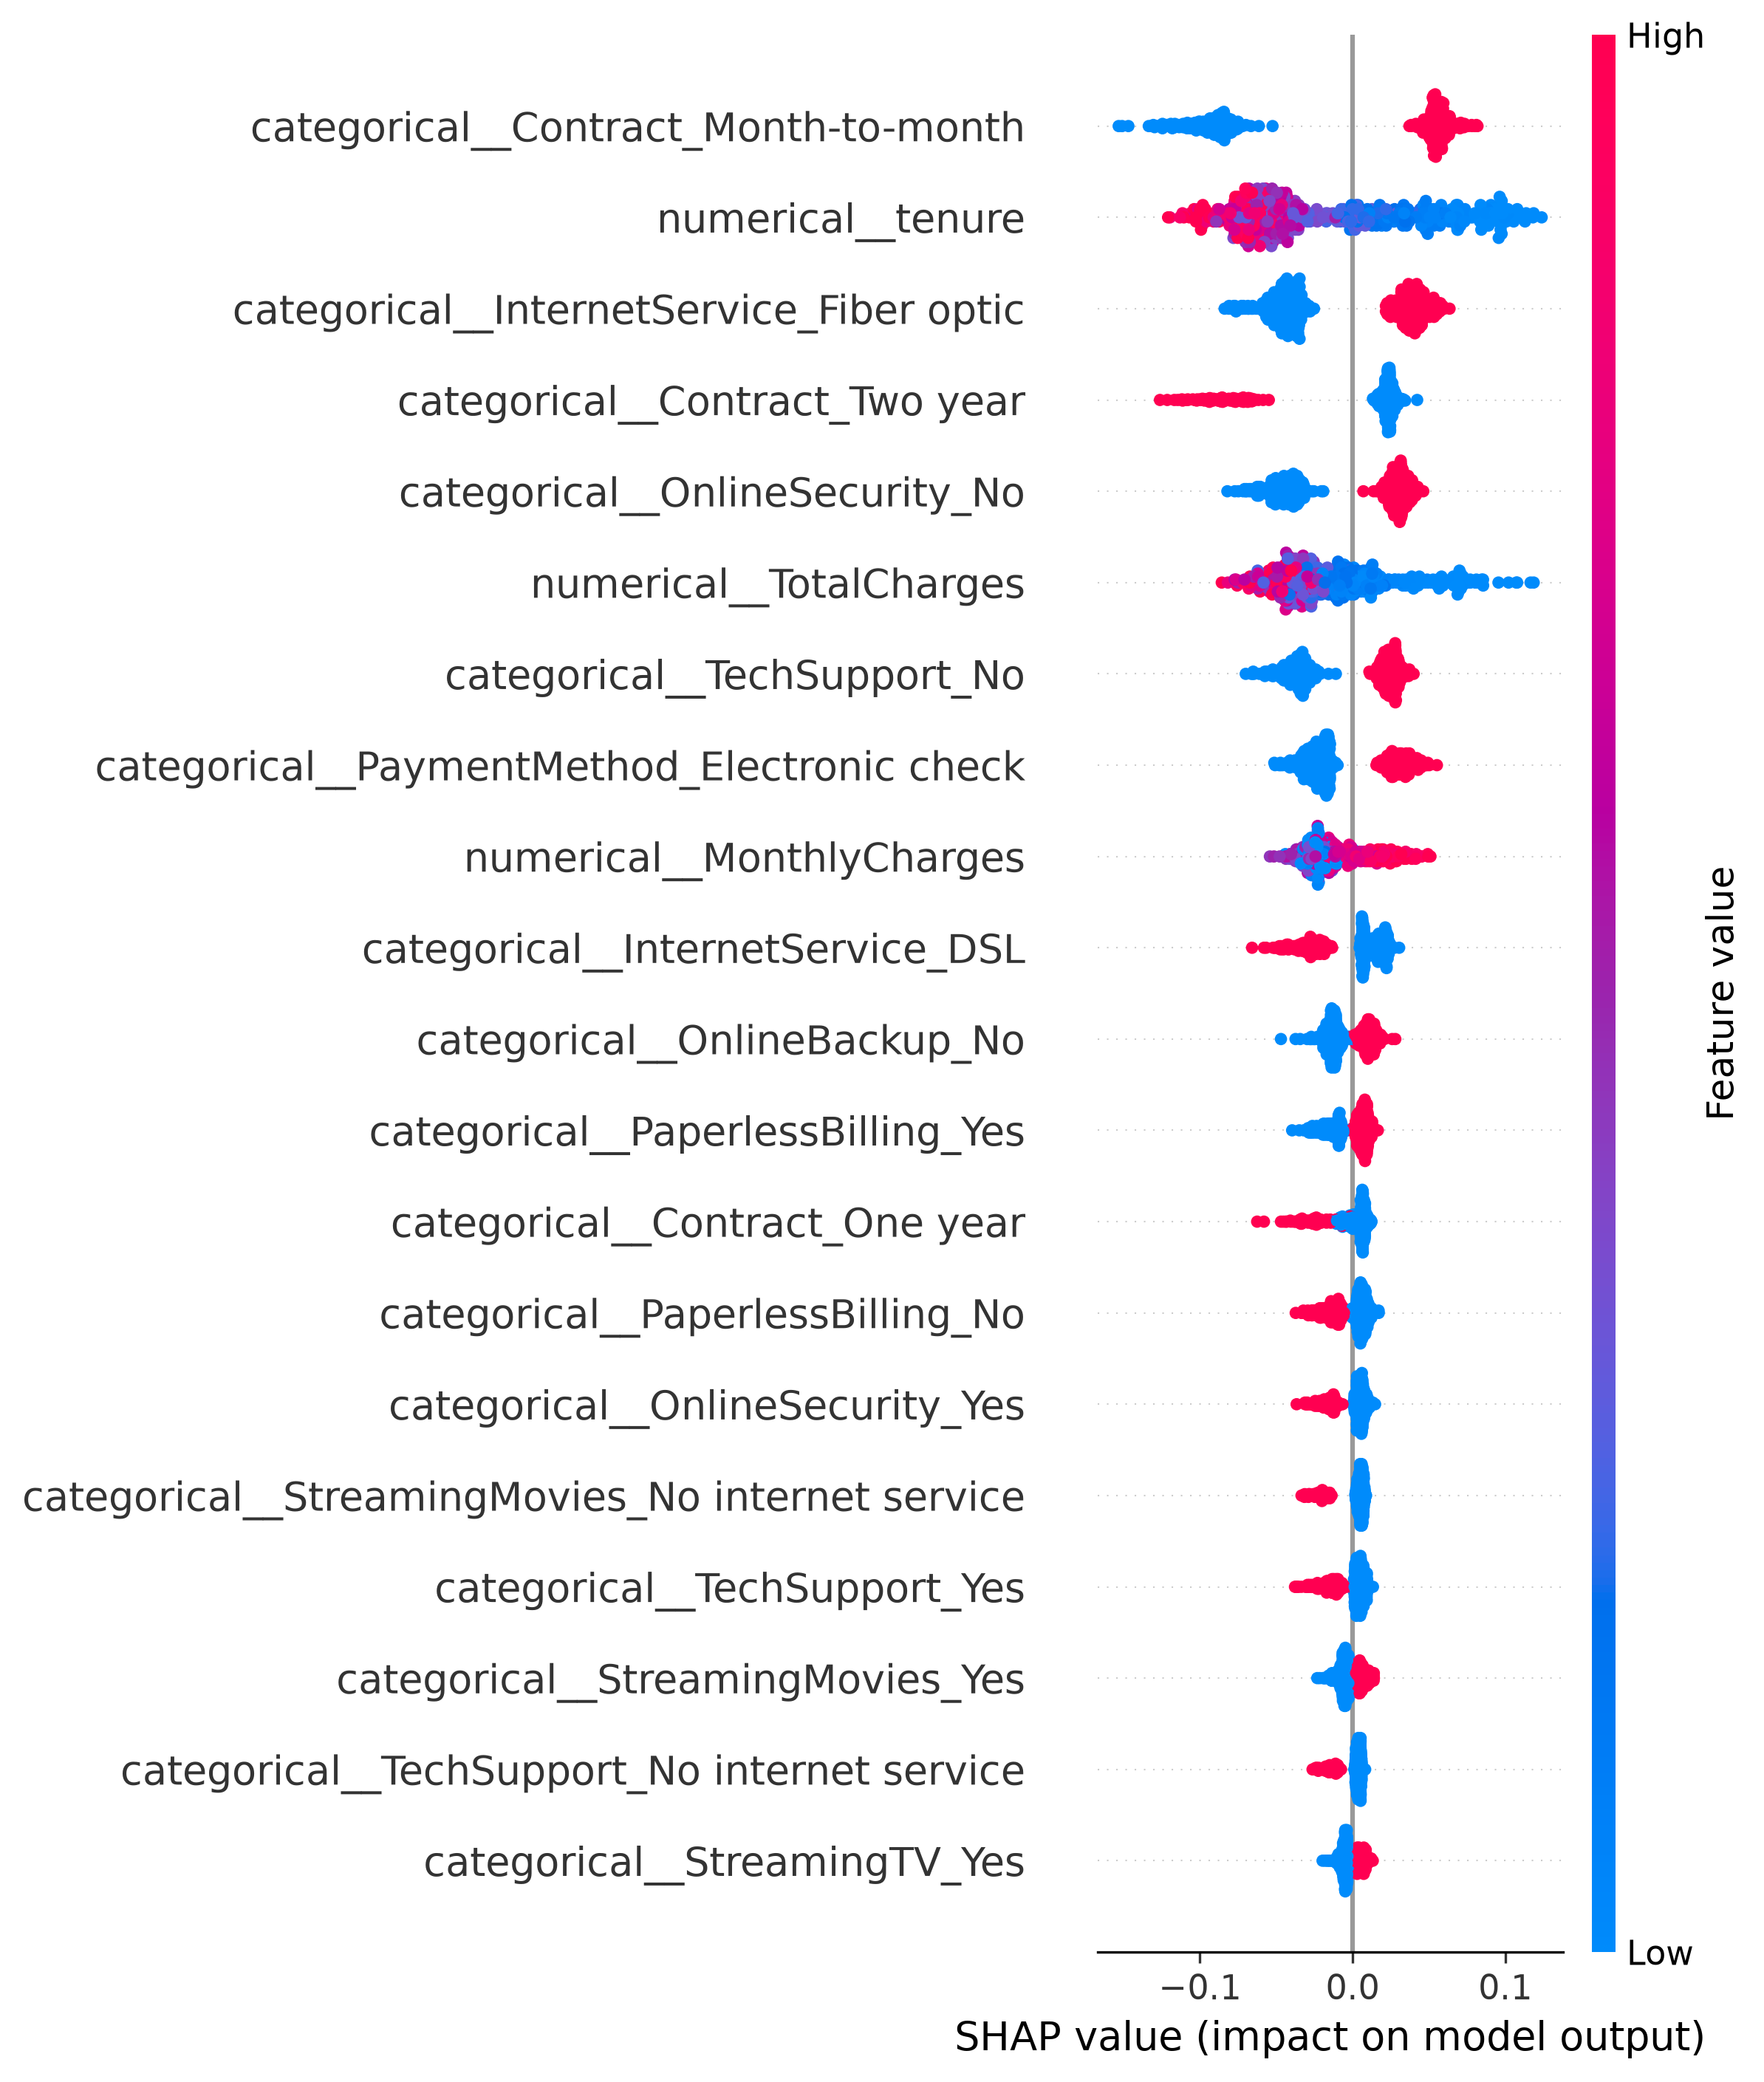 High
categorical__Contract_Month-to-month
numerical__tenure
categorical__InternetService_Fiber optic
categorical__Contract_Two year
categorical__OnlineSecurity_No
numerical__TotalCharges
categorical__TechSupport_No
categorical__PaymentMethod_Electronic check
numerical__MonthlyCharges
categorical__InternetService_DSL
categorical__OnlineBackup_No
categorical__PaperlessBilling_Yes
categorical__Contract_One year
categorical__PaperlessBilling_No
categorical__OnlineSecurity_Yes
categorical__StreamingMovies_No internet service
categorical__TechSupport_Yes
categorical__StreamingMovies_Yes
categorical__TechSupport_No internet service
categorical__StreamingTV_Yes
Feature value
Low
−0.1 0.0 0.1
SHAP value (impact on model output)